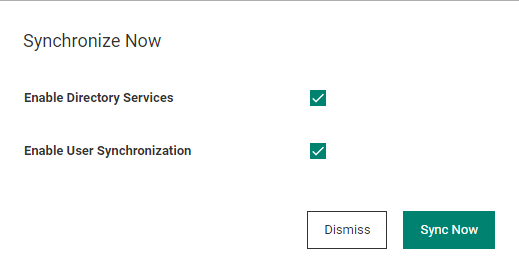 Synchronize Now
Enable Directory Services
Enable User Synchronization
Dismiss
Sync Now